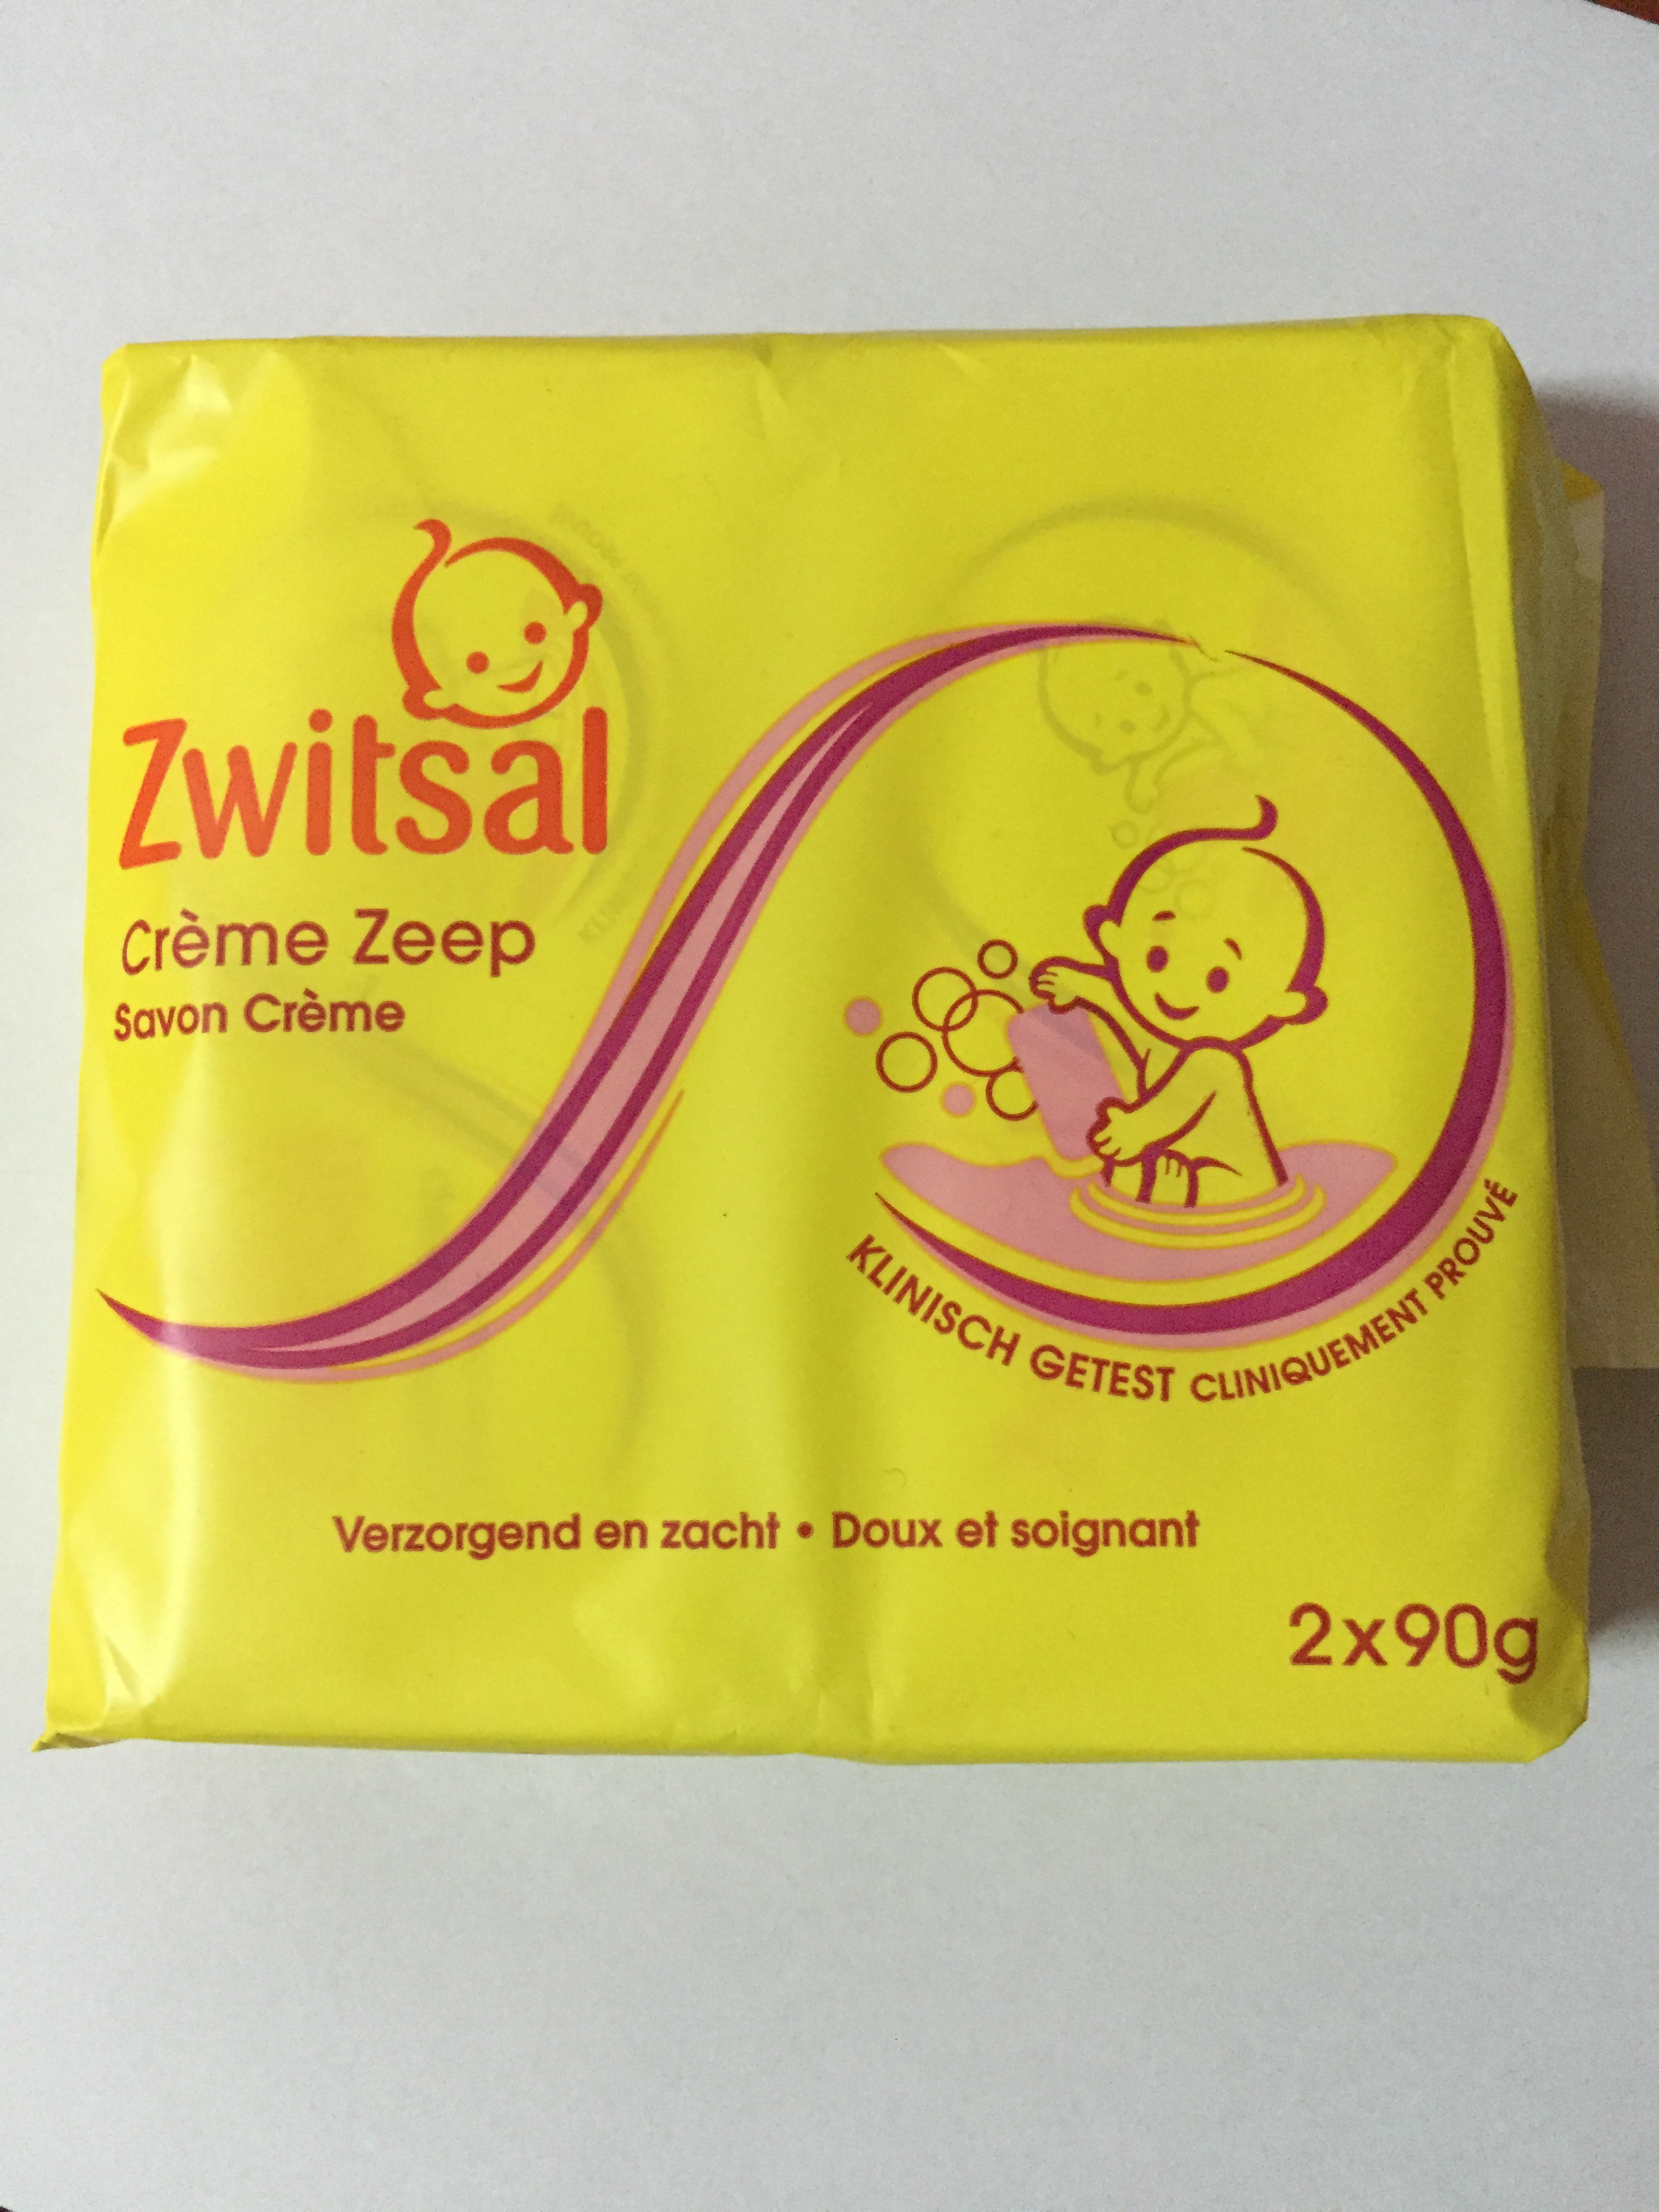 Zwitsal
Crème Zeep
Savon Crème
KLINISCH GETEST CLINIQUEMENT PROUVÉ
Verzorgend en zacht • Doux et soignant
2x90g